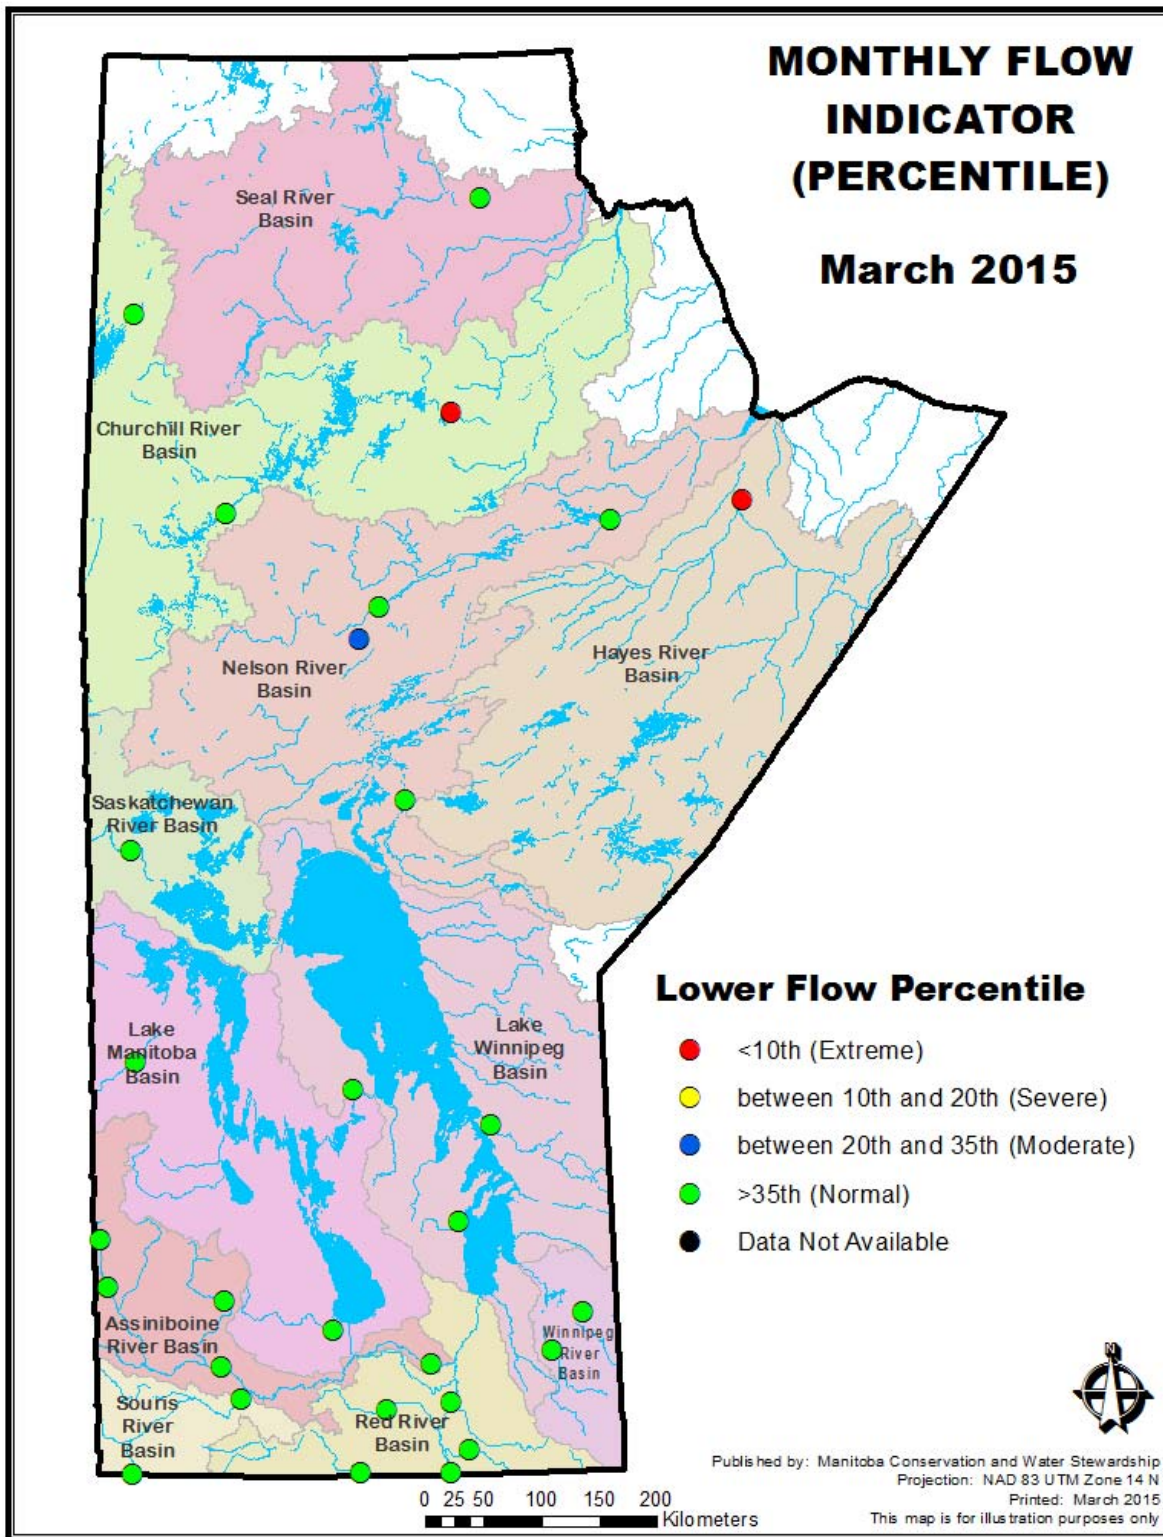 MONTHLY FLOW
INDICATOR
(PERCENTILE)
March 2015
Seal River
Basin
Churchill River
Basin
Hayes River
Basin
Nelson River
Basin
Saskatchewan
River Basin
Lake
Manitoba
Basin
Lake
Winnipeg
Basin
Assiniboine
River Basin
Winnipeg
River
Basin
Souris
River
Basin
Red River
Basin
Lower Flow Percentile
<10th (Extreme)
between 10th and 20th (Severe)
between 20th and 35th (Moderate)
>35th (Normal)
Data Not Available
N
0 25 50 100 150 200
Kilometers
Published by: Manitoba Conservation and Water Stewardship
Projection: NAD 83 UTM Zone 14 N
Printed: March 2015
This map is for illustration purposes only